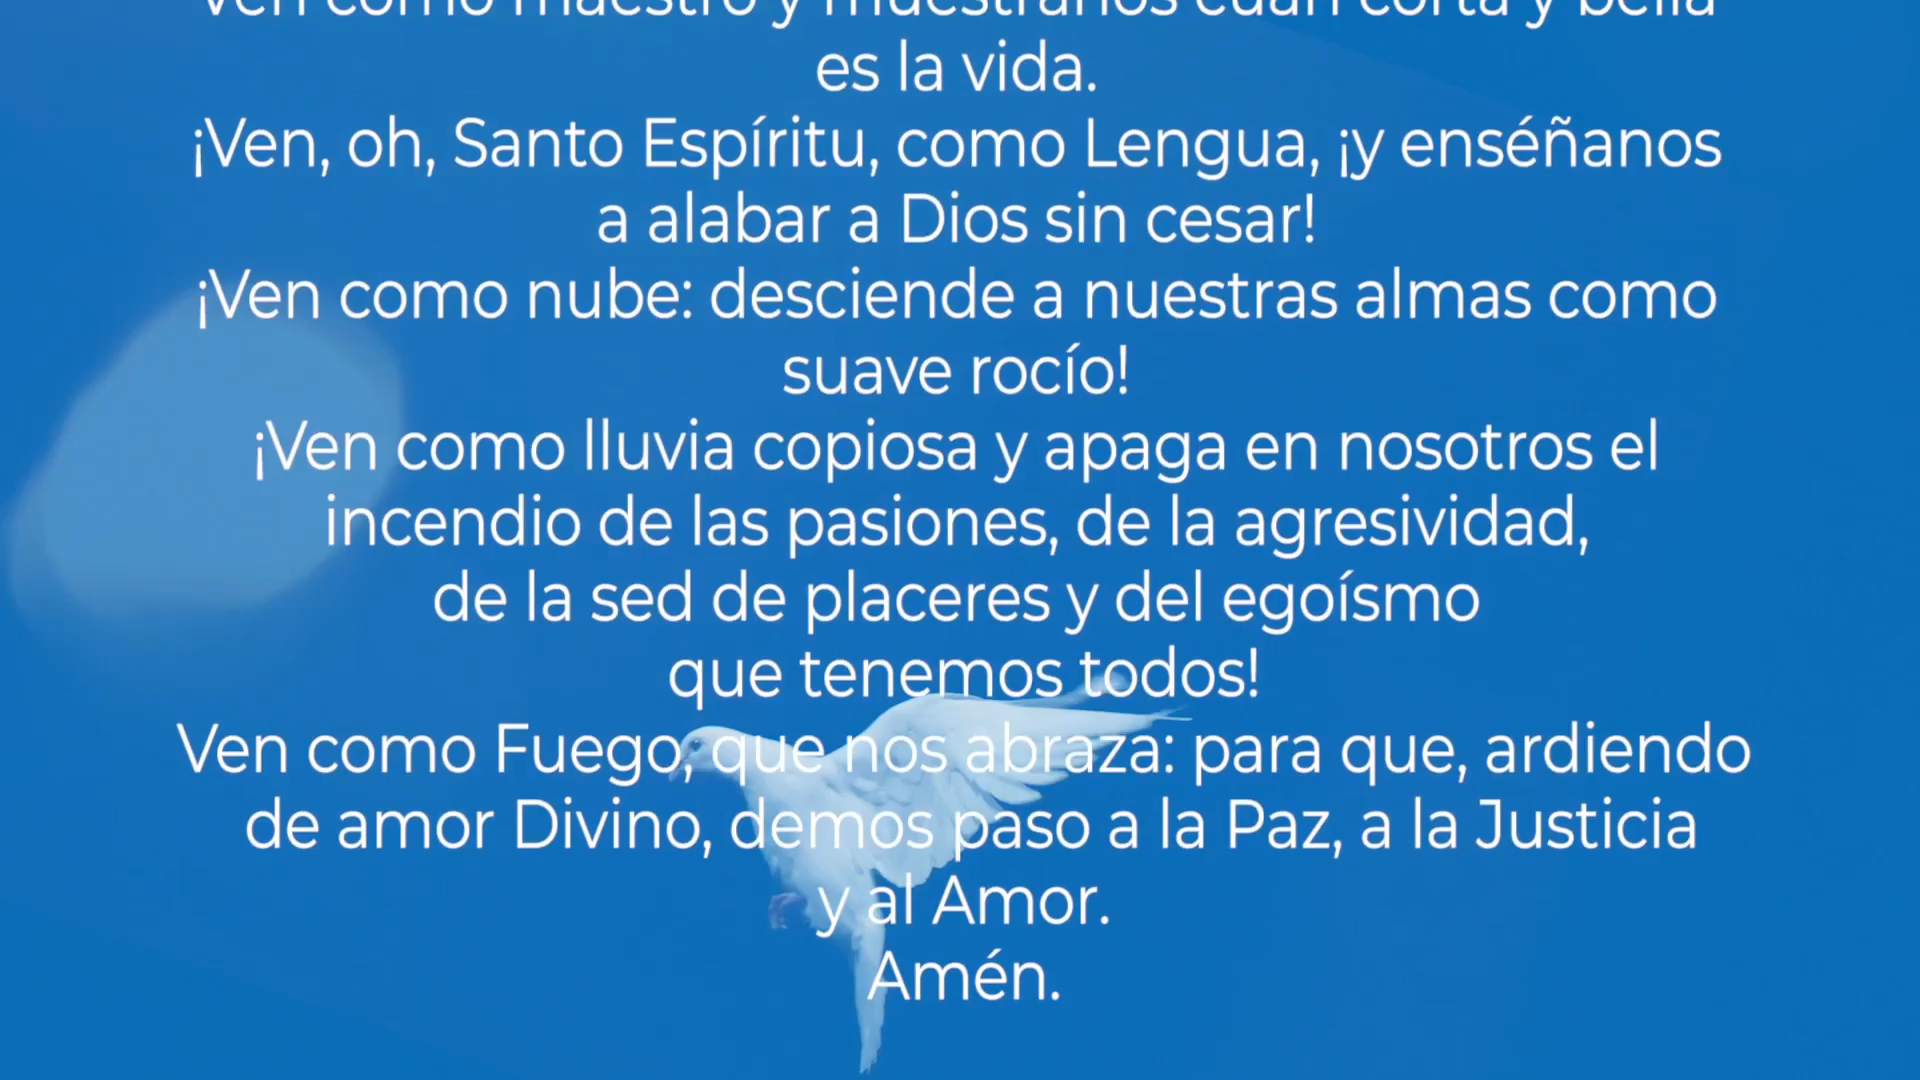 Ven como maestro y muéstranos cuán corta y bella
es la vida.
¡Ven, oh, Santo Espíritu, como Lengua, ¡y enséñanos
a alabar a Dios sin cesar!
¡Ven como nube: desciende a nuestras almas como
suave rocío!
¡Ven como lluvia copiosa y apaga en nosotros el
incendio de las pasiones, de la agresividad,
de la sed de placeres y del egoísmo
que tenemos todos!
Ven como Fuego, que nos abraza: para que, ardiendo
de amor Divino, demos paso a la Paz, a la Justicia
y al Amor.
Amén.